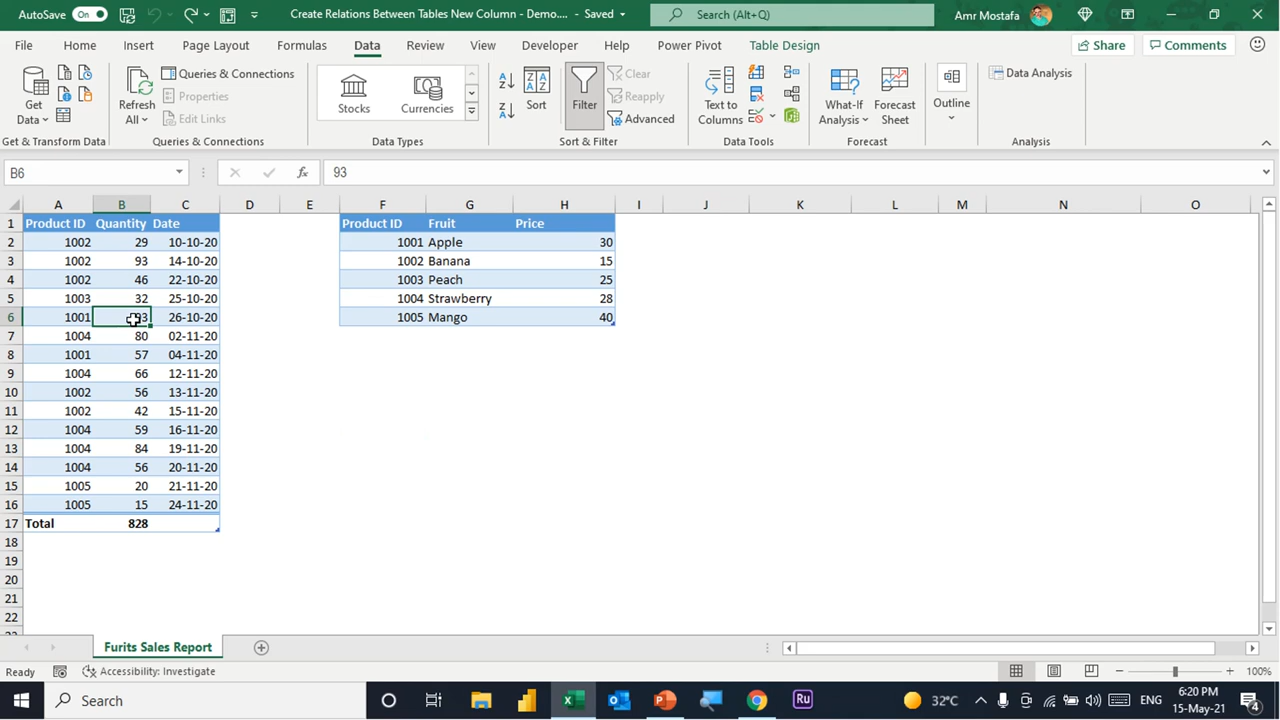 AutoSave On Create Relations Between Tables New Column - Demo.... - Saved Search (Alt+Q) Amr Mostafa
File Home Insert Page Layout Formulas Data Review View Developer Help Power Pivot Table Design Share Comments
Get Data
Refresh All
Queries & Connections
Properties
Edit Links
Stocks
Currencies
Sort
Filter
Clear
Reapply
Advanced
Text to Columns
What-If Analysis
Forecast Sheet
Outline
Data Analysis
Get & Transform Data Queries & Connections Data Types Sort & Filter Data Tools Forecast Analysis
B6 fx 93
A B C D E F G H I J K L M N O
1 Product ID Quantity Date Product ID Fruit Price
2 1002 29 10-10-20 1001 Apple 30
3 1002 93 14-10-20 1002 Banana 15
4 1002 46 22-10-20 1003 Peach 25
5 1003 32 25-10-20 1004 Strawberry 28
6 1001 93 26-10-20 1005 Mango 40
7 1004 80 02-11-20
8 1001 57 04-11-20
9 1004 66 12-11-20
10 1002 56 13-11-20
11 1002 42 15-11-20
12 1004 59 16-11-20
13 1004 84 19-11-20
14 1004 56 20-11-20
15 1005 20 21-11-20
16 1005 15 24-11-20
17 Total 828
18
19
20
21
22
23
Furits Sales Report
Ready Accessibility: Investigate 100%
Search Ru 32°C ENG 6:20 PM
15-May-21 4